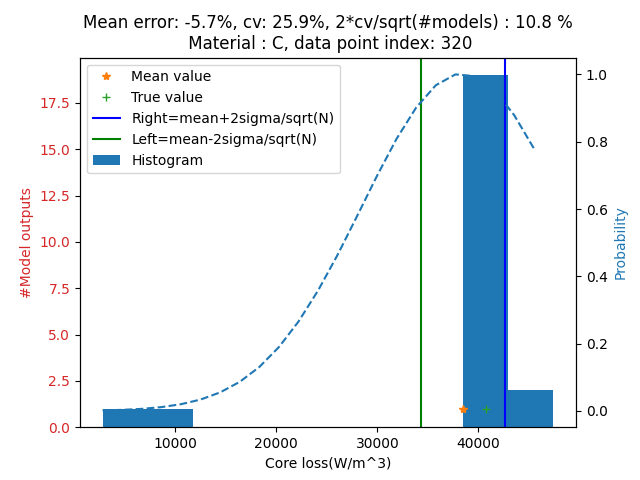 Mean error: -5.7%, cv: 25.9%, 2*cv/sqrt(#models) : 10.8 %
Material : C, data point index: 320
Mean value
True value
Right=mean+2sigma/sqrt(N)
Left=mean-2sigma/sqrt(N)
Histogram
#Model outputs
17.5
15.0
12.5
10.0
7.5
5.0
2.5
0.0
1.0
0.8
0.6
0.4
0.2
0.0
Probability
10000
20000
30000
40000
Core loss(W/m^3)